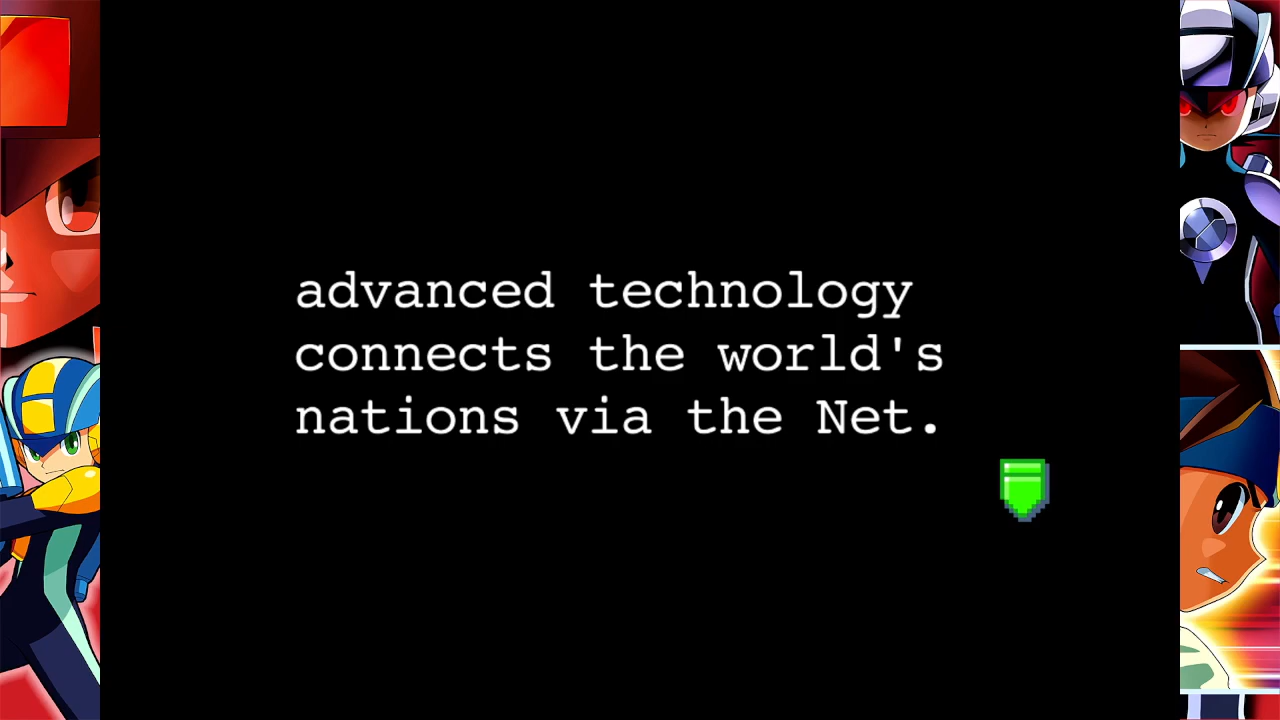 advanced technology
connects the world's
nations via the Net.